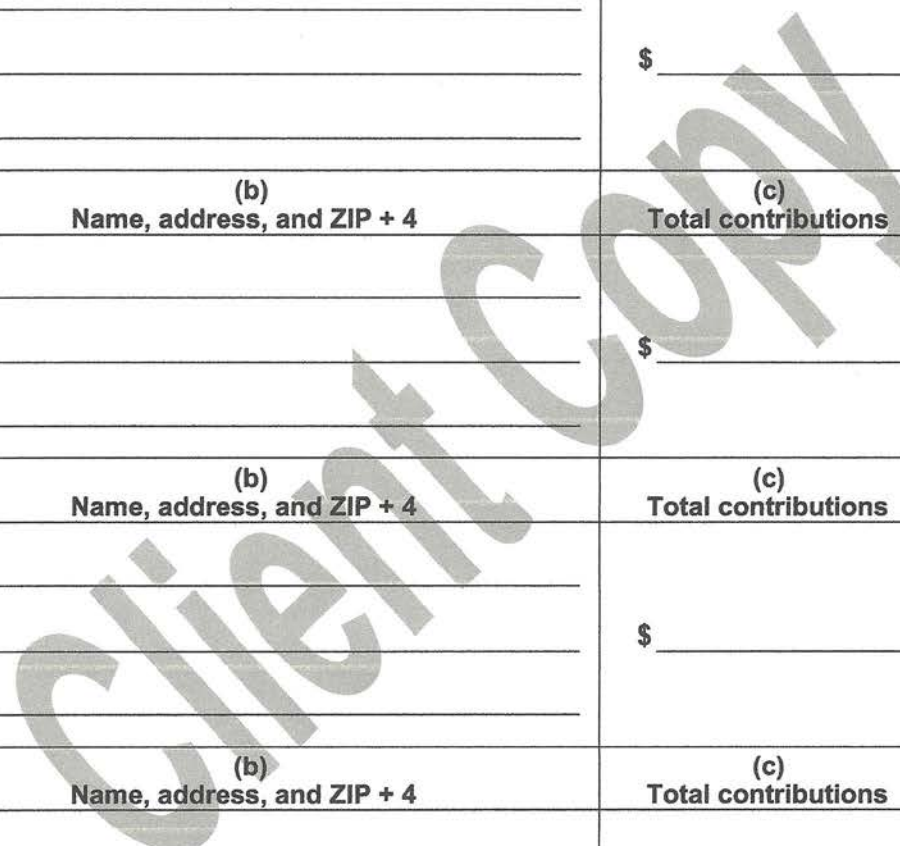 $
(b) (c)
Name, address, and ZIP + 4 Total contributions
$
(b) (c)
Name, address, and ZIP + 4 Total contributions
$
(b) (c)
Name, address, and ZIP + 4 Total contributions
Client Copy